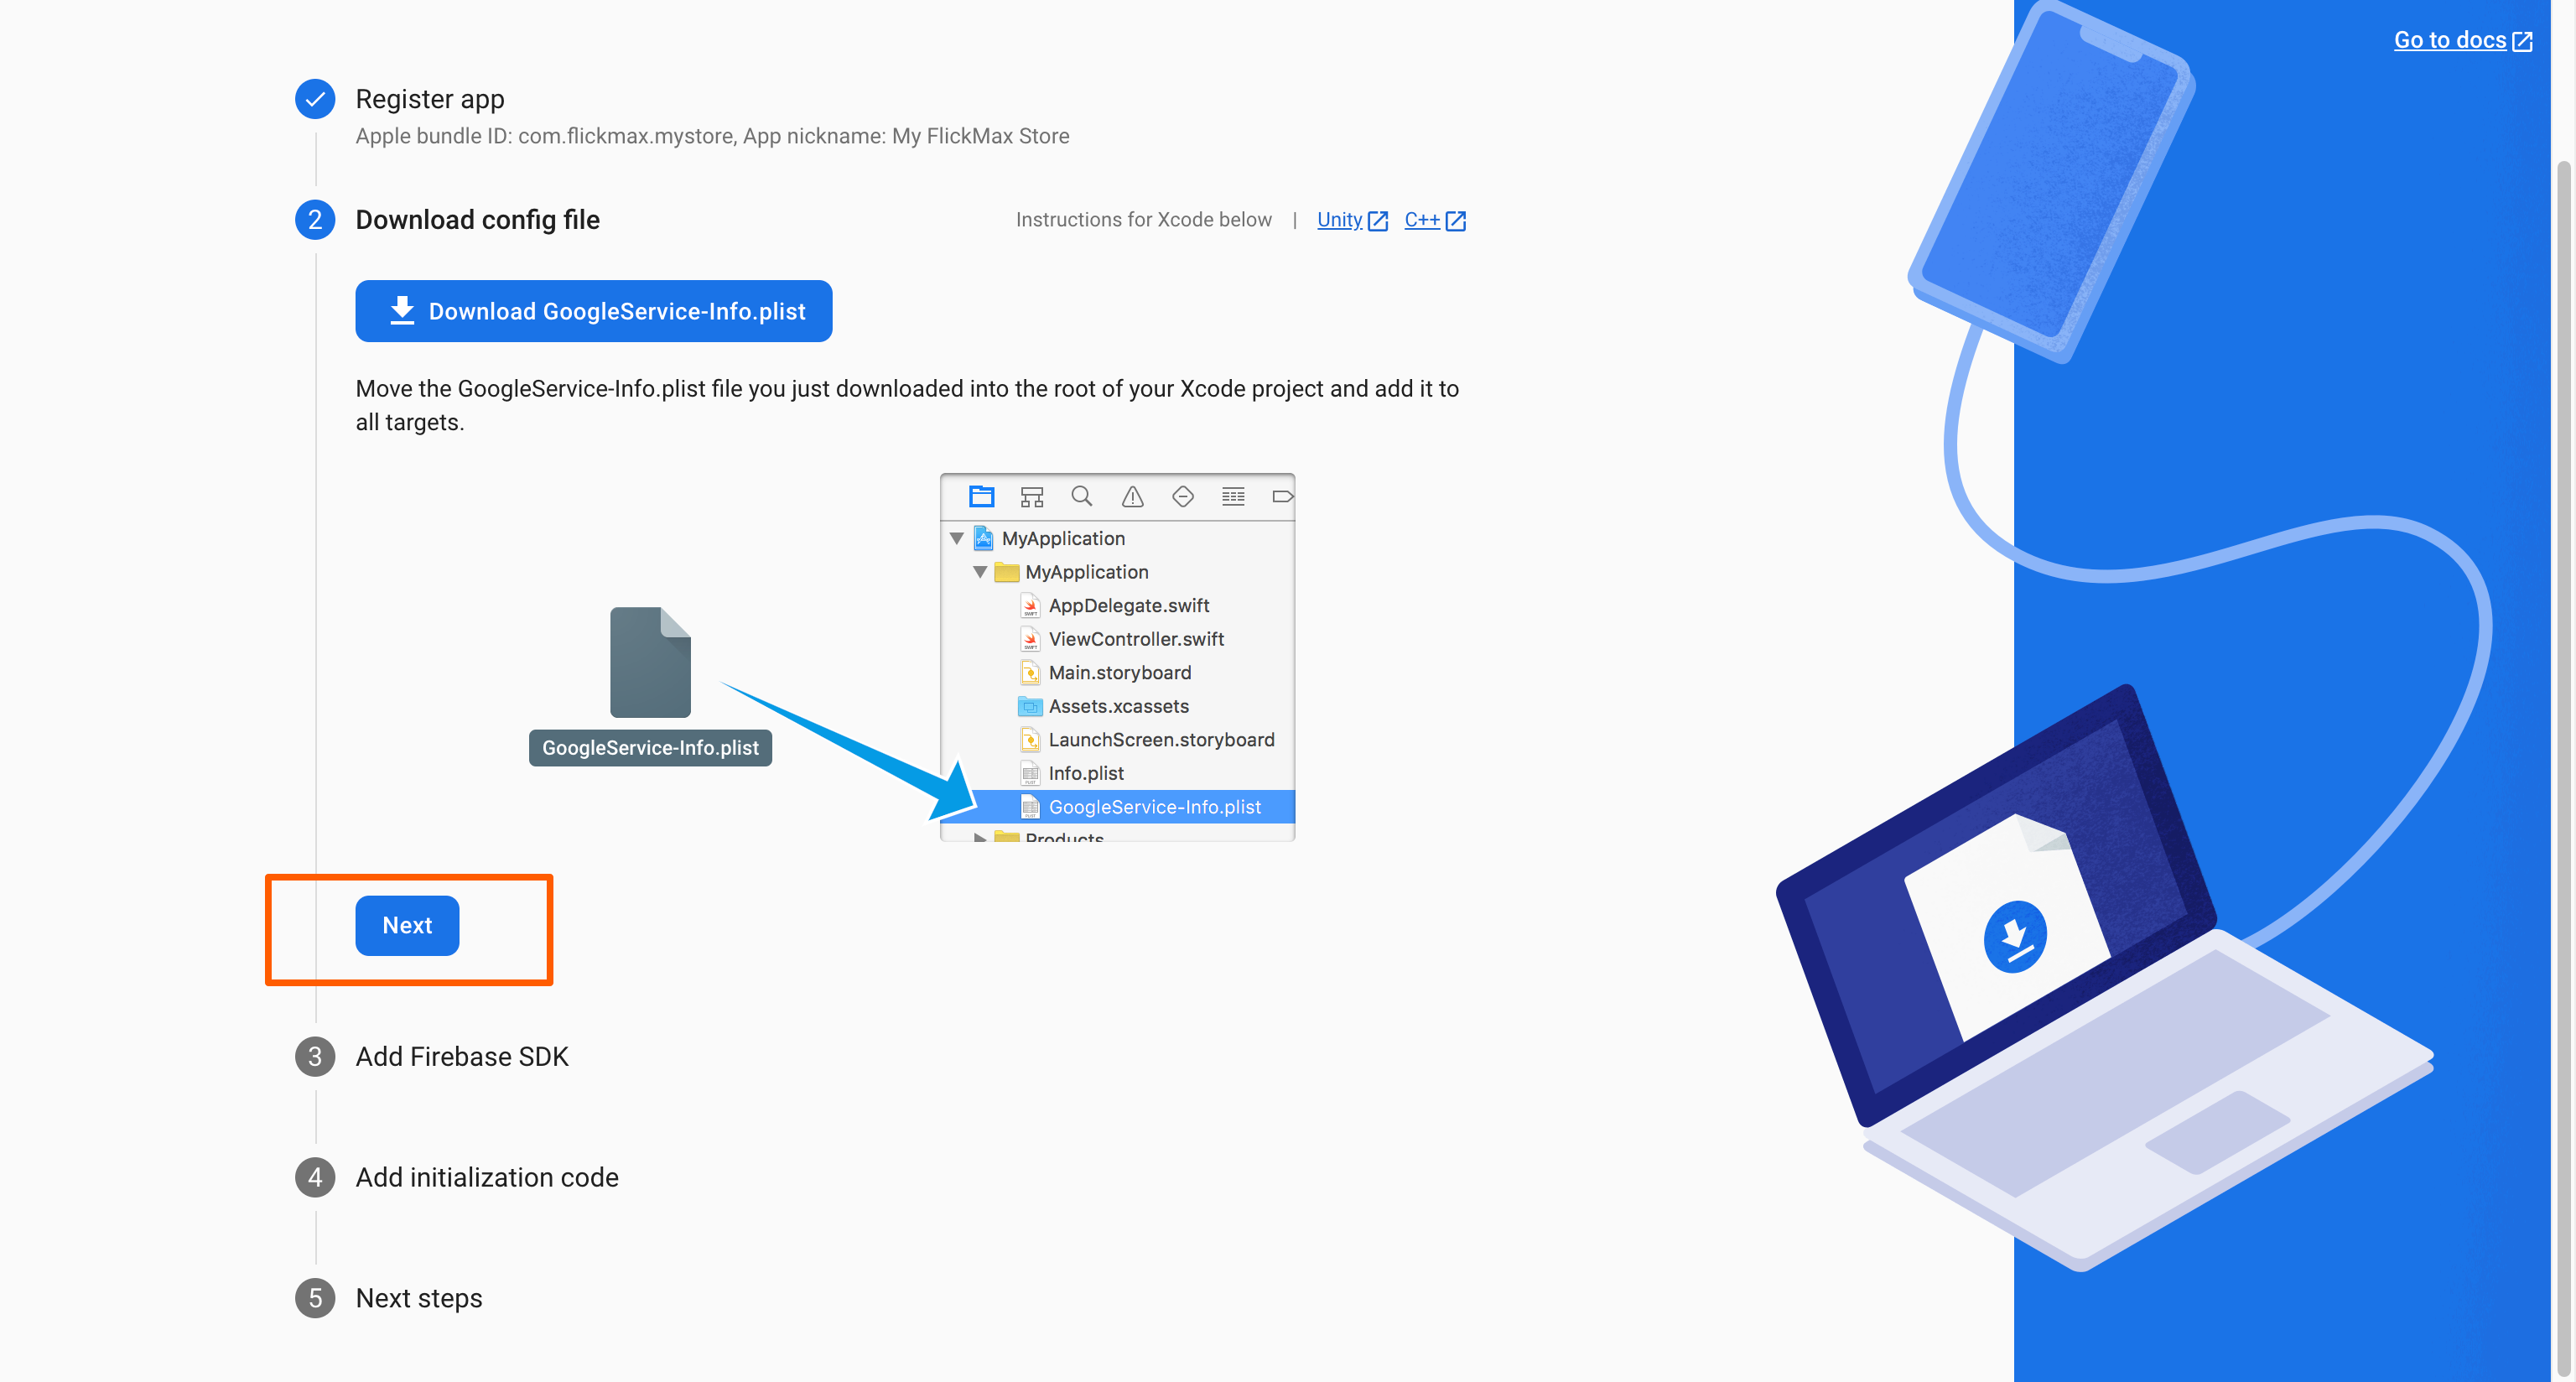 Go to docs
Register app
Apple bundle ID: com.flickmax.mystore, App nickname: My FlickMax Store
2 Download config file
Instructions for Xcode below | Unity C++
Download GoogleService-Info.plist
Move the GoogleService-Info.plist file you just downloaded into the root of your Xcode project and add it to
all targets.
GoogleService-Info.plist
MyApplication
MyApplication
AppDelegate.swift
ViewController.swift
Main.storyboard
Assets.xcassets
LaunchScreen.storyboard
Info.plist
GoogleService-Info.plist
Products
Next
3 Add Firebase SDK
4 Add initialization code
5 Next steps